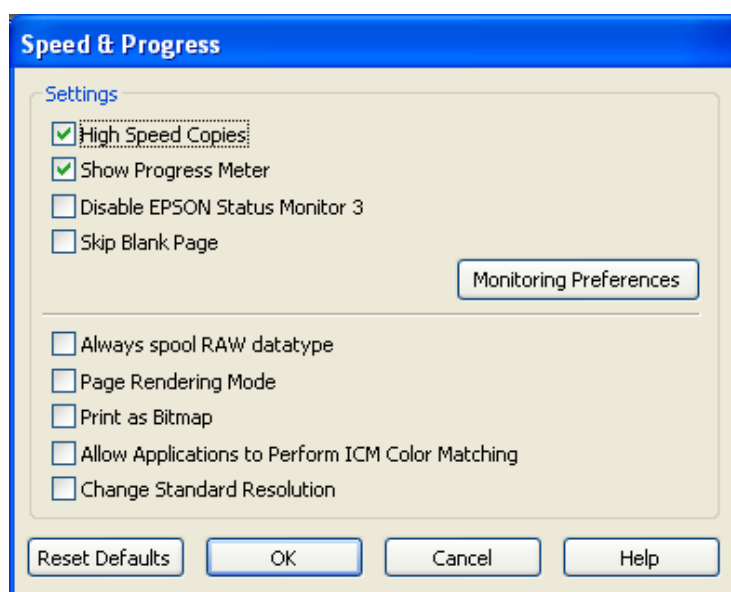 Speed & Progress
Settings
High Speed Copies
Show Progress Meter
Disable EPSON Status Monitor 3
Skip Blank Page
Monitoring Preferences
Always spool RAW datatype
Page Rendering Mode
Print as Bitmap
Allow Applications to Perform ICM Color Matching
Change Standard Resolution
Reset Defaults OK Cancel Help